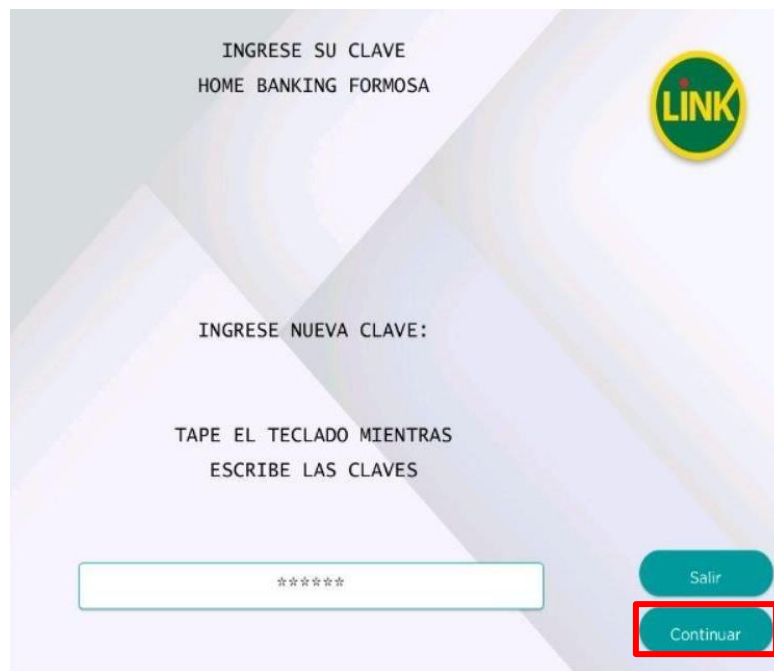 INGRESE SU CLAVE
HOME BANKING FORMOSA
LINK
INGRESE NUEVA CLAVE:
TAPE EL TECLADO MIENTRAS
ESCRIBE LAS CLAVES
******
Salir
Continuar